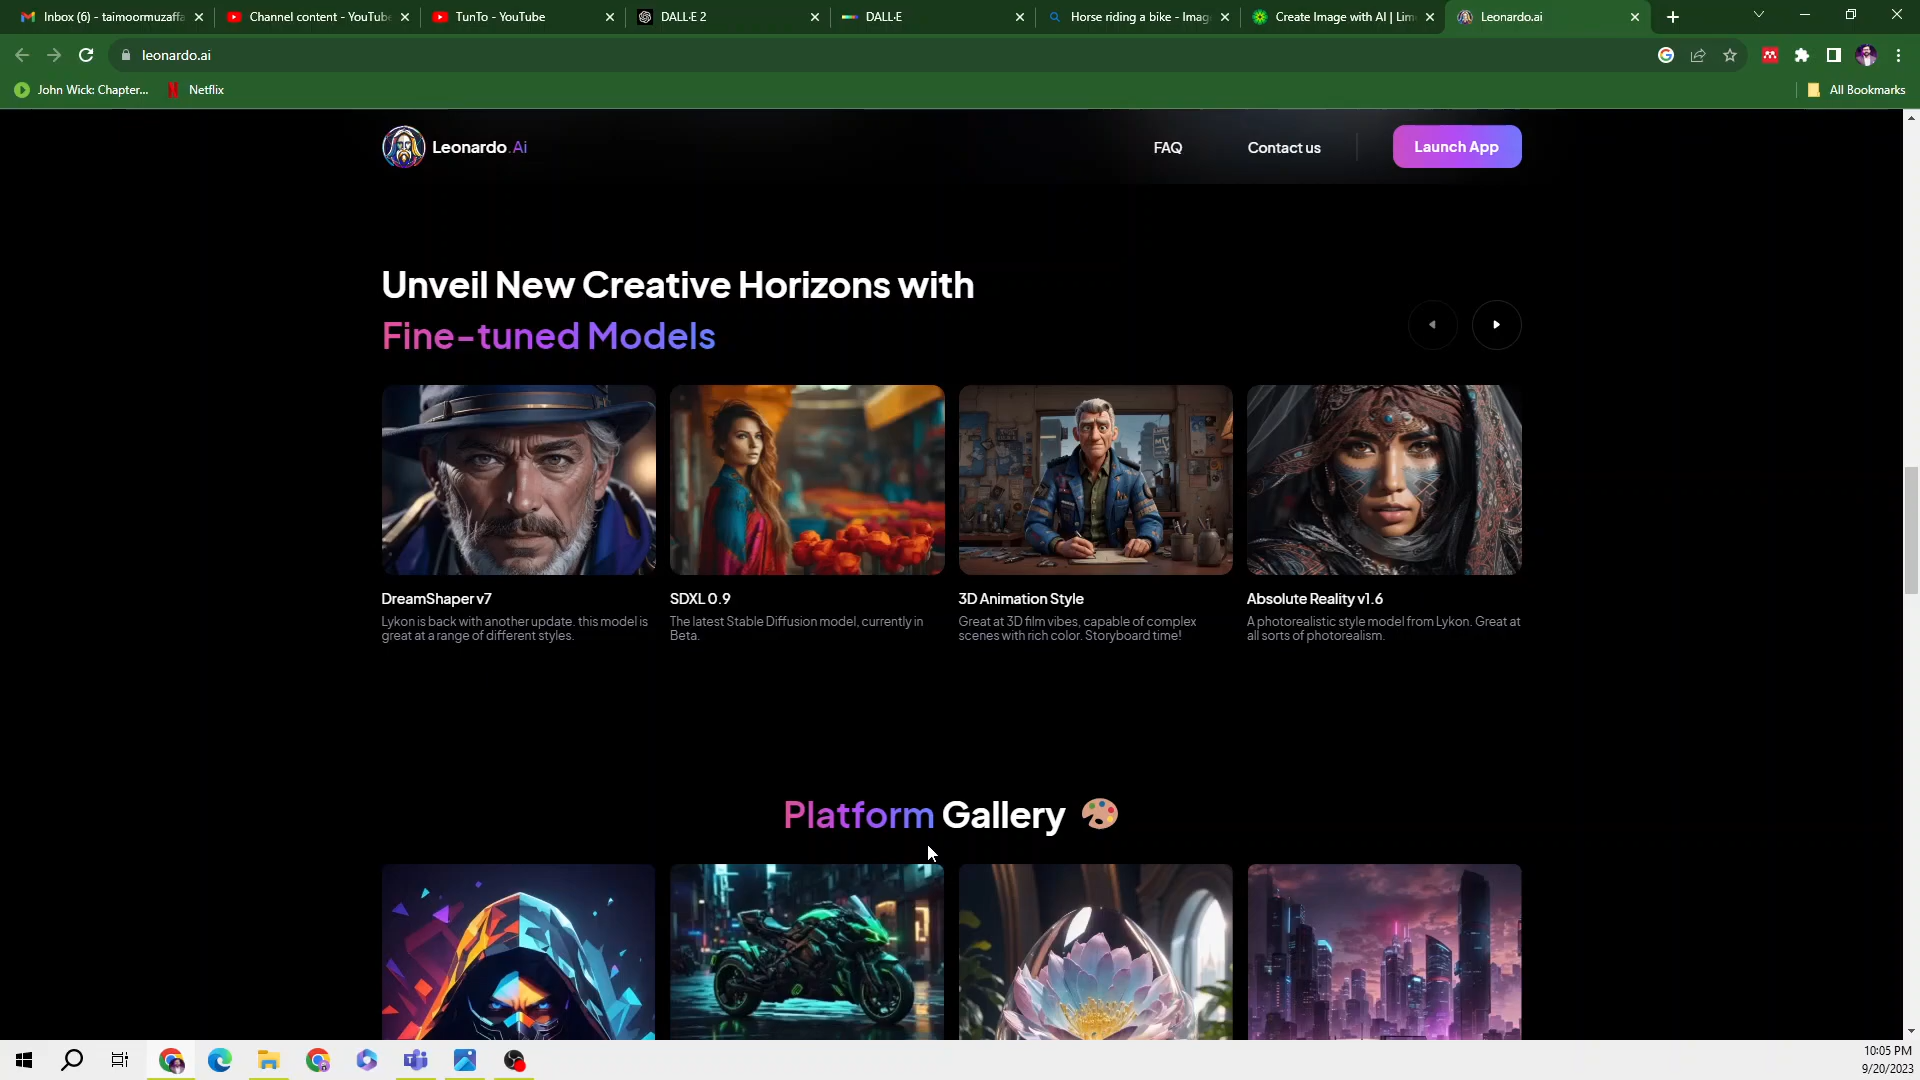 Inbox (6) - taimoormuzaffa
Channel content - YouTube
TunTo - YouTube
DALL·E 2
DALL·E
Horse riding a bike - Imag
Create Image with AI | Lim
Leonardo.ai
leonardo.ai
John Wick: Chapter...
Netflix
All Bookmarks
Leonardo.Ai
FAQ
Contact us
Launch App
Unveil New Creative Horizons with
Fine-tuned Models
DreamShaper v7
Lykon is back with another update. this model is
great at a range of different styles.
SDXL 0.9
The latest Stable Diffusion model, currently in
Beta.
3D Animation Style
Great at 3D film vibes, capable of complex
scenes with rich color. Storyboard time!
Absolute Reality v1.6
A photorealistic style model from Lykon. Great at
all sorts of photorealism.
Platform Gallery
10:05 PM
9/20/2023